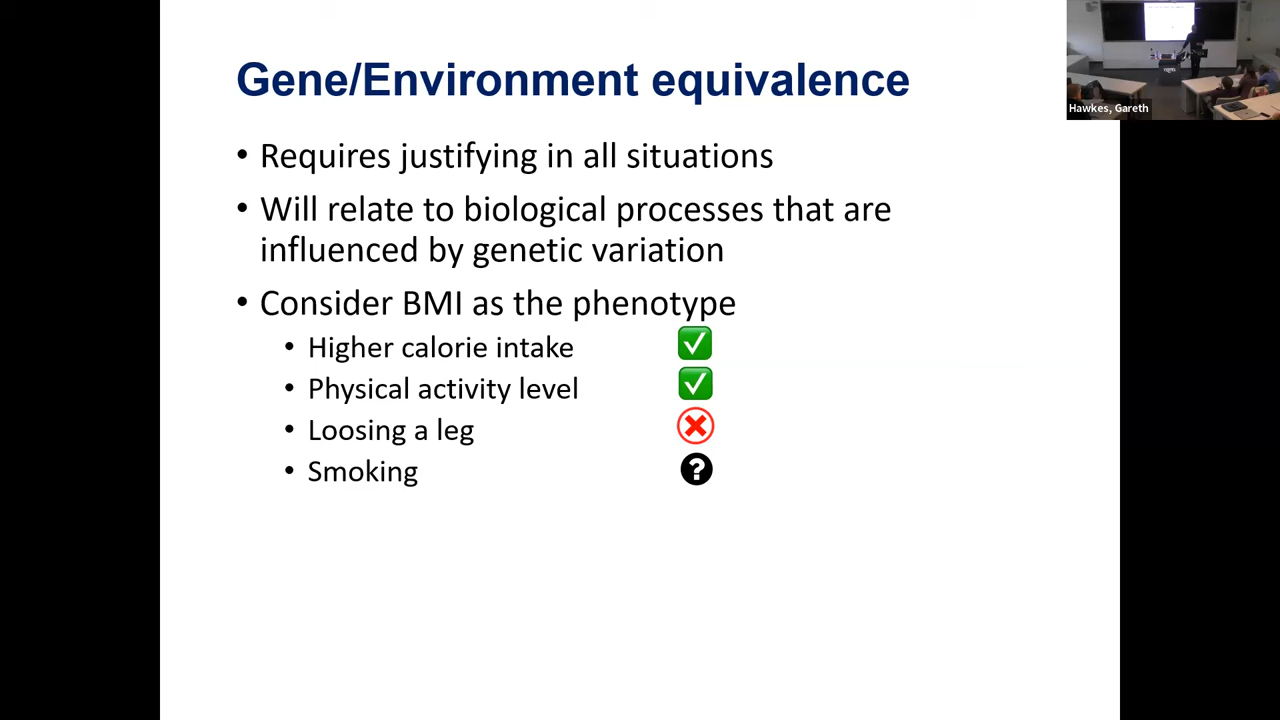 Gene/Environment equivalence
• Requires justifying in all situations
• Will relate to biological processes that are
influenced by genetic variation
• Consider BMI as the phenotype
• Higher calorie intake
• Physical activity level
• Loosing a leg
• Smoking
Hawkes, Gareth